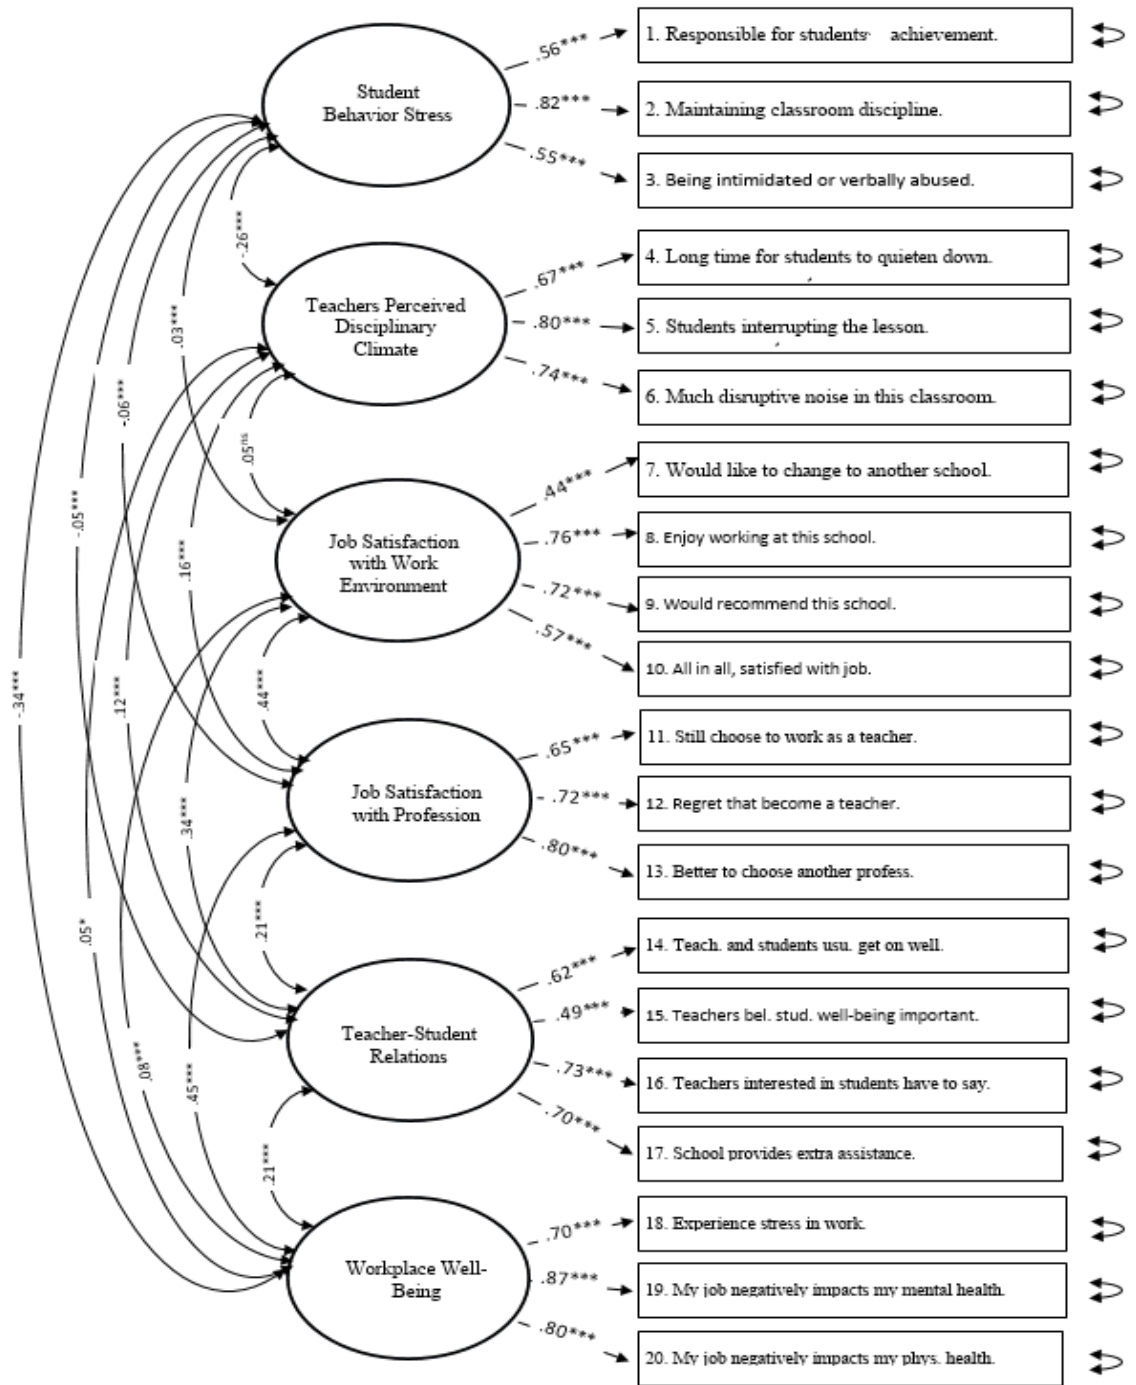 Student
Behavior Stress
.56***
1. Responsible for students achievement.
.82***
2. Maintaining classroom discipline.
.55***
3. Being intimidated or verbally abused.
-.26***
Teachers Perceived
Disciplinary
Climate
.67***
4. Long time for students to quieten down.
.80***
5. Students interrupting the lesson.
.74***
6. Much disruptive noise in this classroom.
.03***
-.06***
.05ns
-.05***
.16***
Job Satisfaction
with Work
Environment
.44***
7. Would like to change to another school.
.76***
8. Enjoy working at this school.
.72***
9. Would recommend this school.
.57***
10. All in all, satisfied with job.
-.34***
.12***
.44***
Job Satisfaction
with Profession
.65***
11. Still choose to work as a teacher.
.72***
12. Regret that become a teacher.
.80***
13. Better to choose another profess.
.34***
.05*
.21***
Teacher-Student
Relations
.62***
14. Teach. and students usu. get on well.
.49***
15. Teachers bel. stud. well-being important.
.73***
16. Teachers interested in students have to say.
.70***
17. School provides extra assistance.
.08***
.45***
.21***
Workplace Well-
Being
.70***
18. Experience stress in work.
.87***
19. My job negatively impacts my mental health.
.80***
20. My job negatively impacts my phys. health.